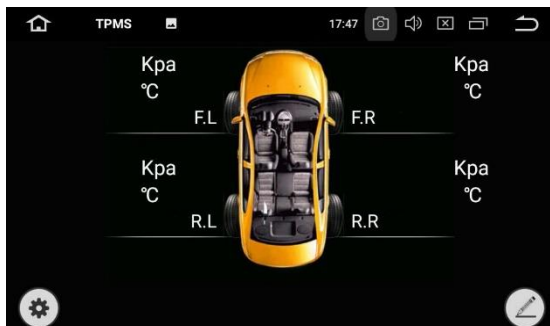 TPMS 17:47
Kpa Kpa
℃ ℃
F.L F.R
Kpa Kpa
℃ ℃
R.L R.R